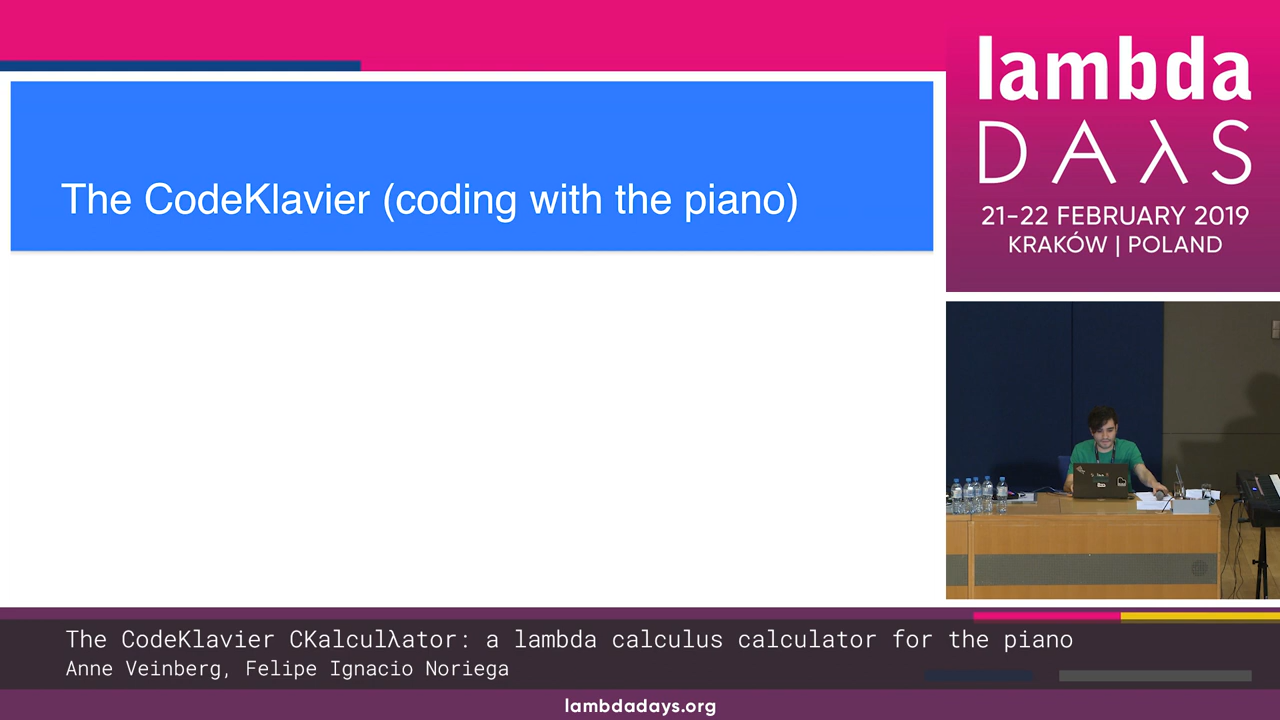 The CodeKlavier (coding with the piano)
lambda
DAλS
21-22 FEBRUARY 2019
KRAKÓW | POLAND
The CodeKlavier CKalculλator: a lambda calculus calculator for the piano
Anne Veinberg, Felipe Ignacio Noriega
lambdadays.org